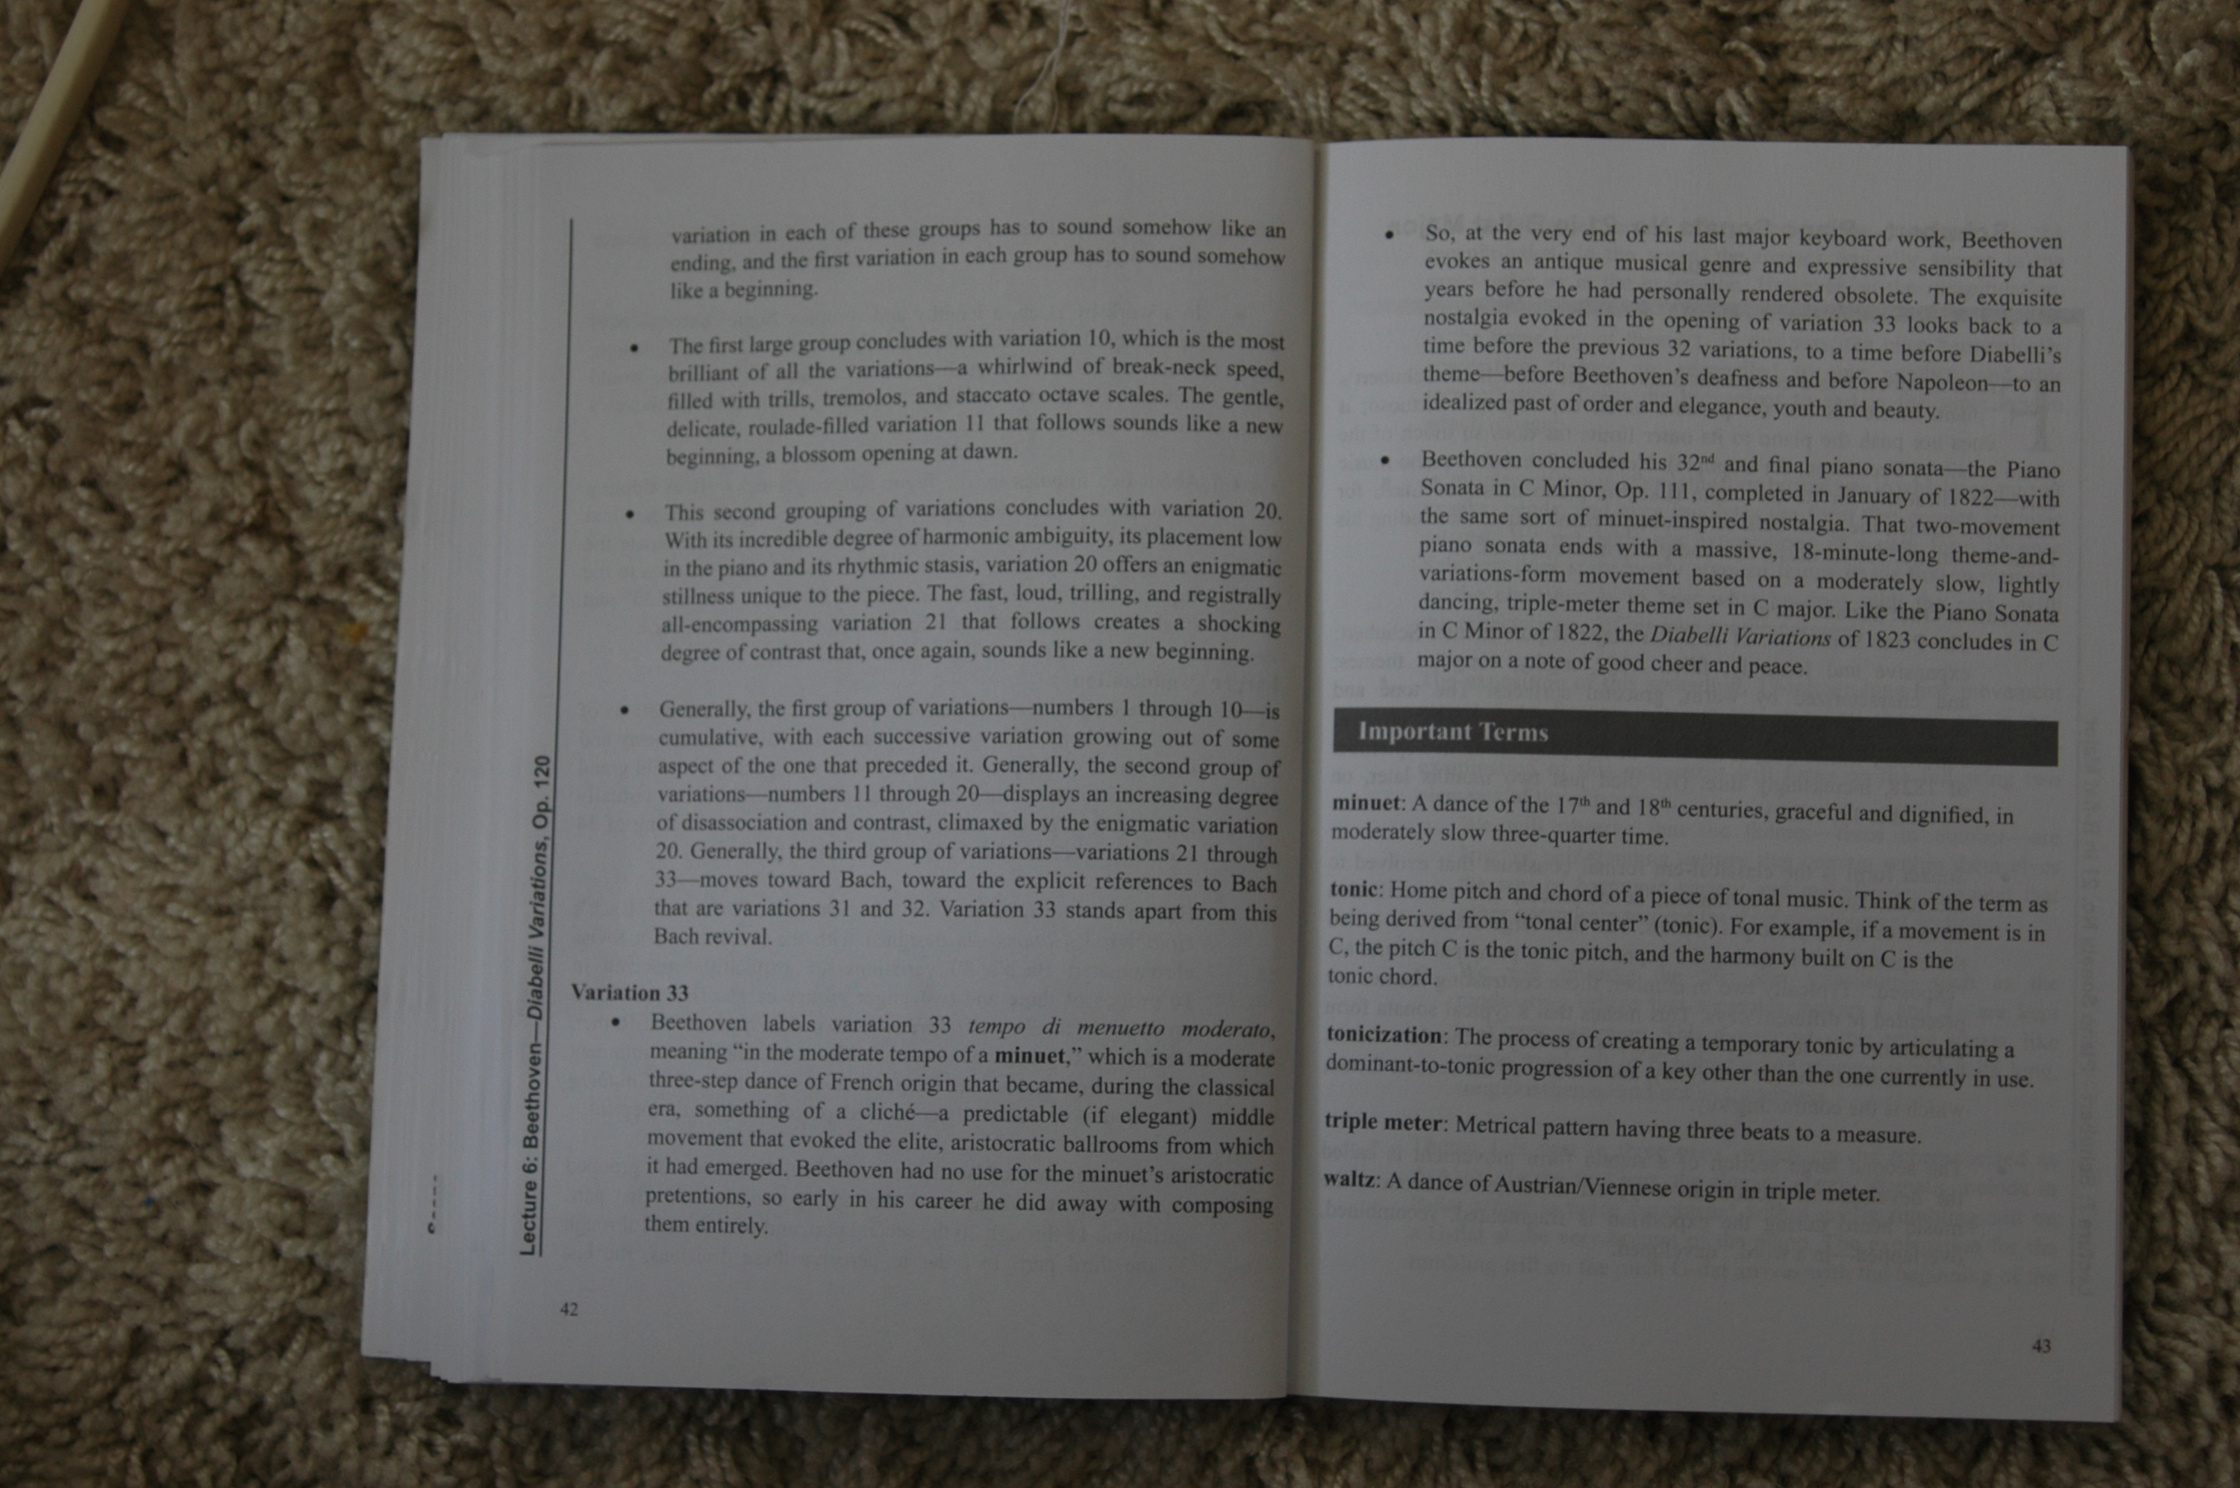 variation in each of these groups has to sound somehow like an
ending, and the first variation in each group has to sound somehow
like a beginning.
• The first large group concludes with variation 10, which is the most
brilliant of all the variations—a whirlwind of break-neck speed,
filled with trills, tremolos, and staccato octave scales. The gentle,
delicate, roulade-filled variation 11 that follows sounds like a new
beginning, a blossom opening at dawn.
• This second grouping of variations concludes with variation 20.
With its incredible degree of harmonic ambiguity, its placement low
in the piano and its rhythmic stasis, variation 20 offers an enigmatic
stillness unique to the piece. The fast, loud, trilling, and registrally
all-encompassing variation 21 that follows creates a shocking
degree of contrast that, once again, sounds like a new beginning.
• Generally, the first group of variations—numbers 1 through 10—is
cumulative, with each successive variation growing out of some
aspect of the one that preceded it. Generally, the second group of
variations—numbers 11 through 20—displays an increasing degree
of disassociation and contrast, climaxed by the enigmatic variation
20. Generally, the third group of variations—variations 21 through
33—moves toward Bach, toward the explicit references to Bach
that are variations 31 and 32. Variation 33 stands apart from this
Bach revival.
Variation 33
• Beethoven labels variation 33 tempo di menuetto moderato,
meaning “in the moderate tempo of a minuet,” which is a moderate
three-step dance of French origin that became, during the classical
era, something of a cliché—a predictable (if elegant) middle
movement that evoked the elite, aristocratic ballrooms from which
it had emerged. Beethoven had no use for the minuet’s aristocratic
pretentions, so early in his career he did away with composing
them entirely.
Lecture 6: Beethoven—Diabelli Variations, Op. 120
42
• So, at the very end of his last major keyboard work, Beethoven
evokes an antique musical genre and expressive sensibility that
years before he had personally rendered obsolete. The exquisite
nostalgia evoked in the opening of variation 33 looks back to a
time before the previous 32 variations, to a time before Diabelli’s
theme—before Beethoven’s deafness and before Napoleon—to an
idealized past of order and elegance, youth and beauty.
• Beethoven concluded his 32nd and final piano sonata—the Piano
Sonata in C Minor, Op. 111, completed in January of 1822—with
the same sort of minuet-inspired nostalgia. That two-movement
piano sonata ends with a massive, 18-minute-long theme-and-
variations-form movement based on a moderately slow, lightly
dancing, triple-meter theme set in C major. Like the Piano Sonata
in C Minor of 1822, the Diabelli Variations of 1823 concludes in C
major on a note of good cheer and peace.
Important Terms
minuet: A dance of the 17th and 18th centuries, graceful and dignified, in
moderately slow three-quarter time.
tonic: Home pitch and chord of a piece of tonal music. Think of the term as
being derived from “tonal center” (tonic). For example, if a movement is in
C, the pitch C is the tonic pitch, and the harmony built on C is the
tonic chord.
tonicization: The process of creating a temporary tonic by articulating a
dominant-to-tonic progression of a key other than the one currently in use.
triple meter: Metrical pattern having three beats to a measure.
waltz: A dance of Austrian/Viennese origin in triple meter.
43